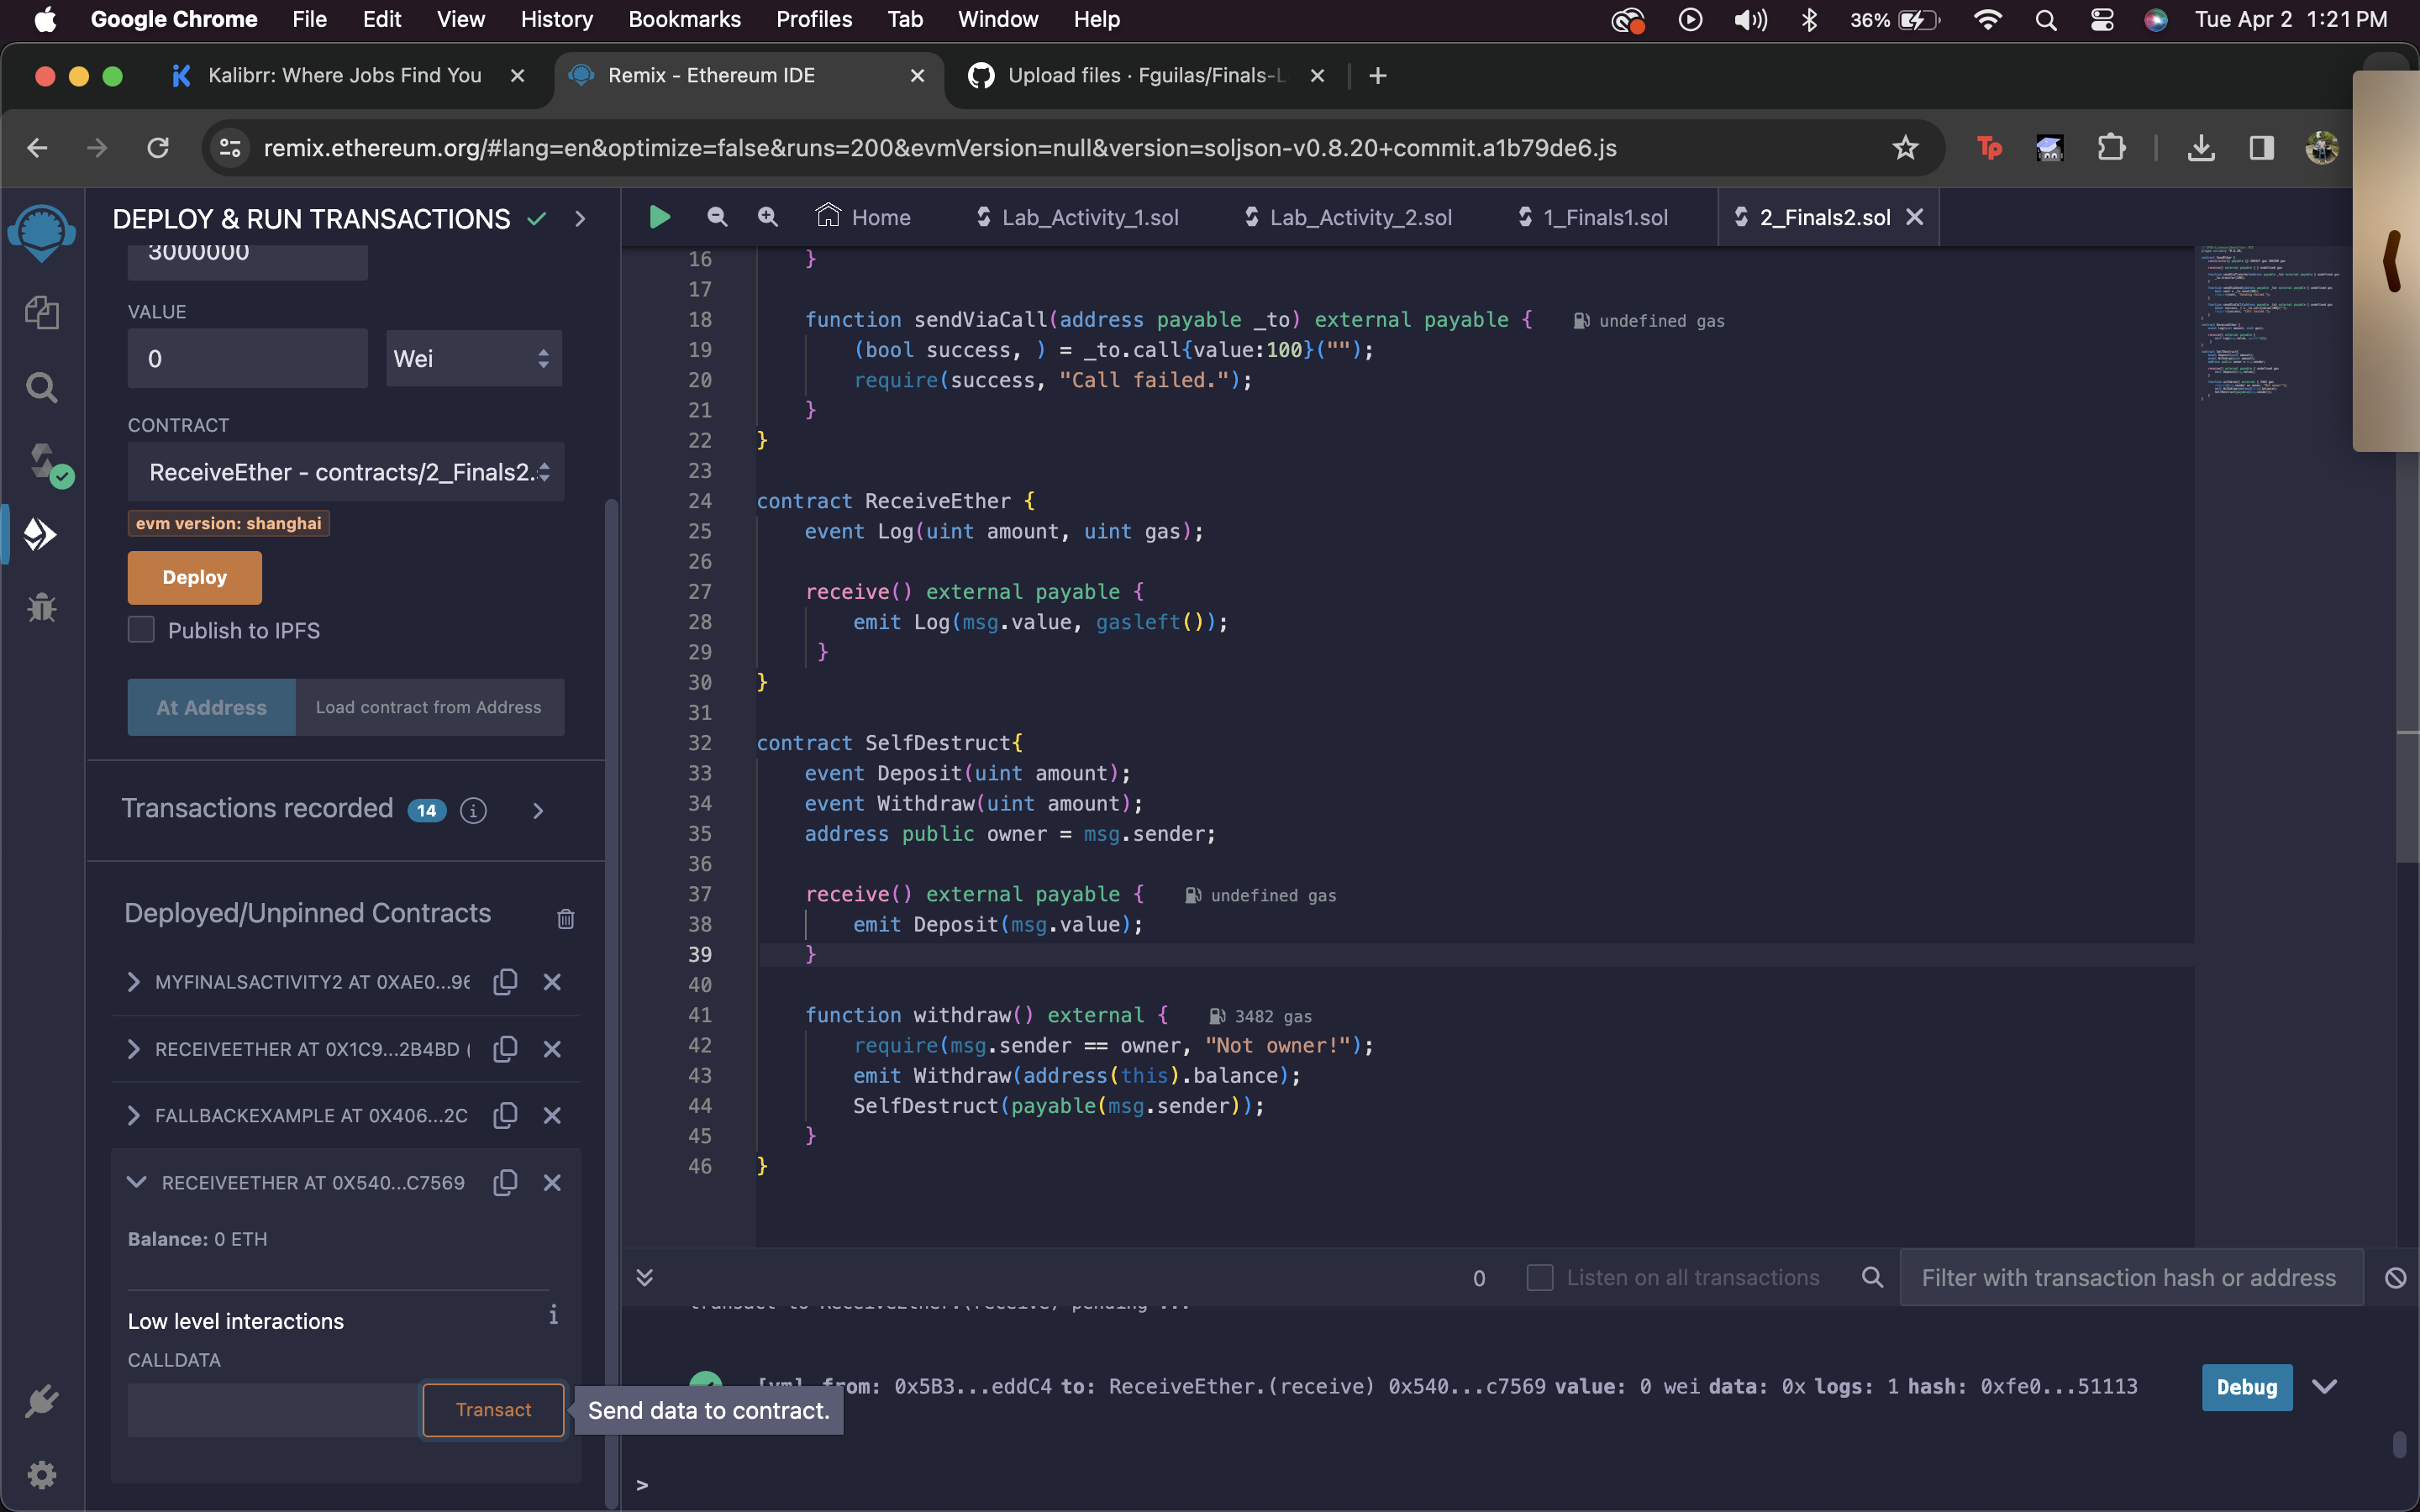 Google Chrome File Edit View History Bookmarks Profiles Tab Window Help 36% Tue Apr 2 1:21 PM
Kalibrr: Where Jobs Find You Remix - Ethereum IDE Upload files · Fguilas/Finals-L
remix.ethereum.org/#lang=en&optimize=false&runs=200&evmVersion=null&version=soljson-v0.8.20+commit.a1b79de6.js
Tp
DEPLOY & RUN TRANSACTIONS
3000000
VALUE
0 Wei
CONTRACT
ReceiveEther - contracts/2_Finals2.
evm version: shanghai
Deploy
Publish to IPFS
At Address Load contract from Address
Transactions recorded 14
Deployed/Unpinned Contracts
MYFINALSACTIVITY2 AT 0XAE0...96
RECEIVEETHER AT 0X1C9...2B4BD (
FALLBACKEXAMPLE AT 0X406...2C
RECEIVEETHER AT 0X540...C7569
Balance: 0 ETH
Low level interactions
CALLDATA
Transact
Send data to contract.
Home Lab_Activity_1.sol Lab_Activity_2.sol 1_Finals1.sol 2_Finals2.sol
16 }
17
18 function sendViaCall(address payable _to) external payable { undefined gas
19 (bool success, ) = _to.call{value:100}("");
20 require(success, "Call failed.");
21 }
22 }
23
24 contract ReceiveEther {
25 event Log(uint amount, uint gas);
26
27 receive() external payable {
28 emit Log(msg.value, gasleft());
29 }
30 }
31
32 contract SelfDestruct{
33 event Deposit(uint amount);
34 event Withdraw(uint amount);
35 address public owner = msg.sender;
36
37 receive() external payable { undefined gas
38 emit Deposit(msg.value);
39 }
40
41 function withdraw() external { 3482 gas
42 require(msg.sender == owner, "Not owner!");
43 emit Withdraw(address(this).balance);
44 SelfDestruct(payable(msg.sender));
45 }
46 }
0 Listen on all transactions Filter with transaction hash or address
transact to ReceiveEther.(receive) pending ...
[vm] from: 0x5B3...eddC4 to: ReceiveEther.(receive) 0x540...c7569 value: 0 wei data: 0x logs: 1 hash: 0xfe0...51113
Debug
>